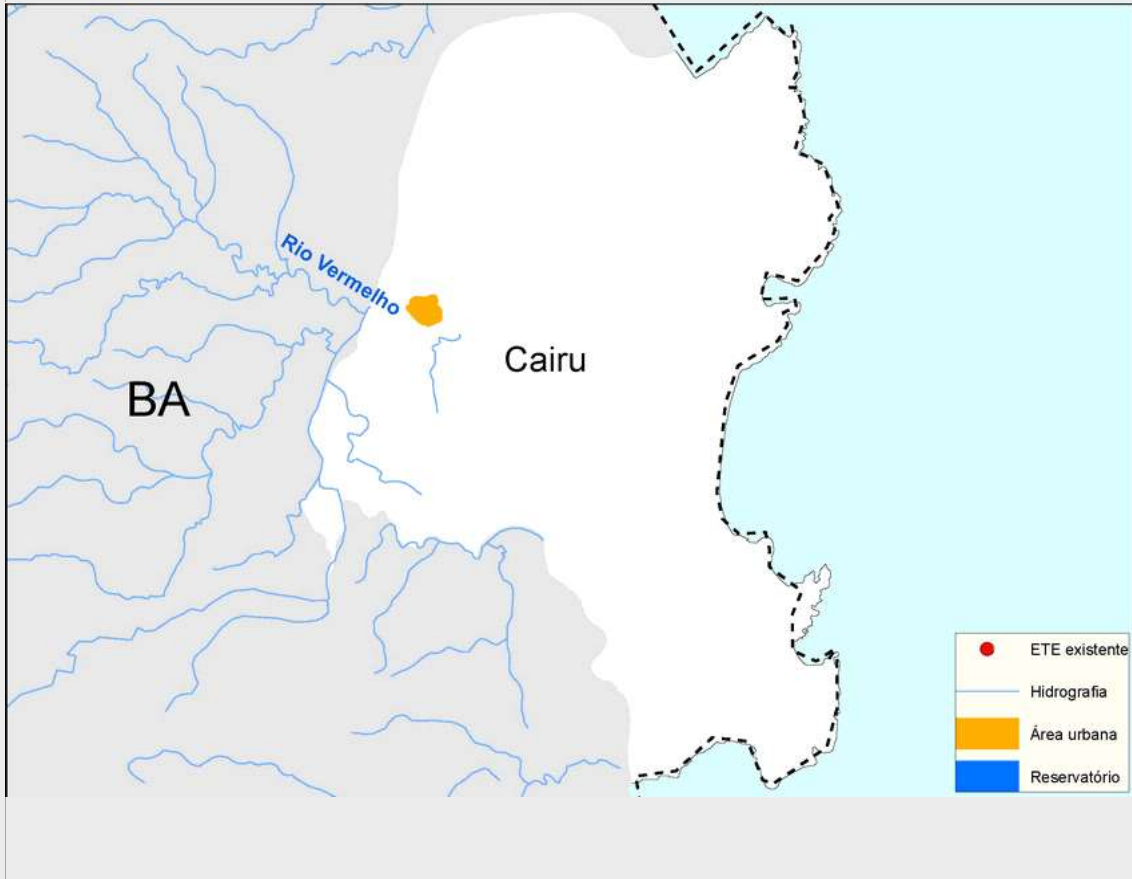 Rio Vermelho
Cairu
BA
ETE existente
Hidrografia
Área urbana
Reservatório